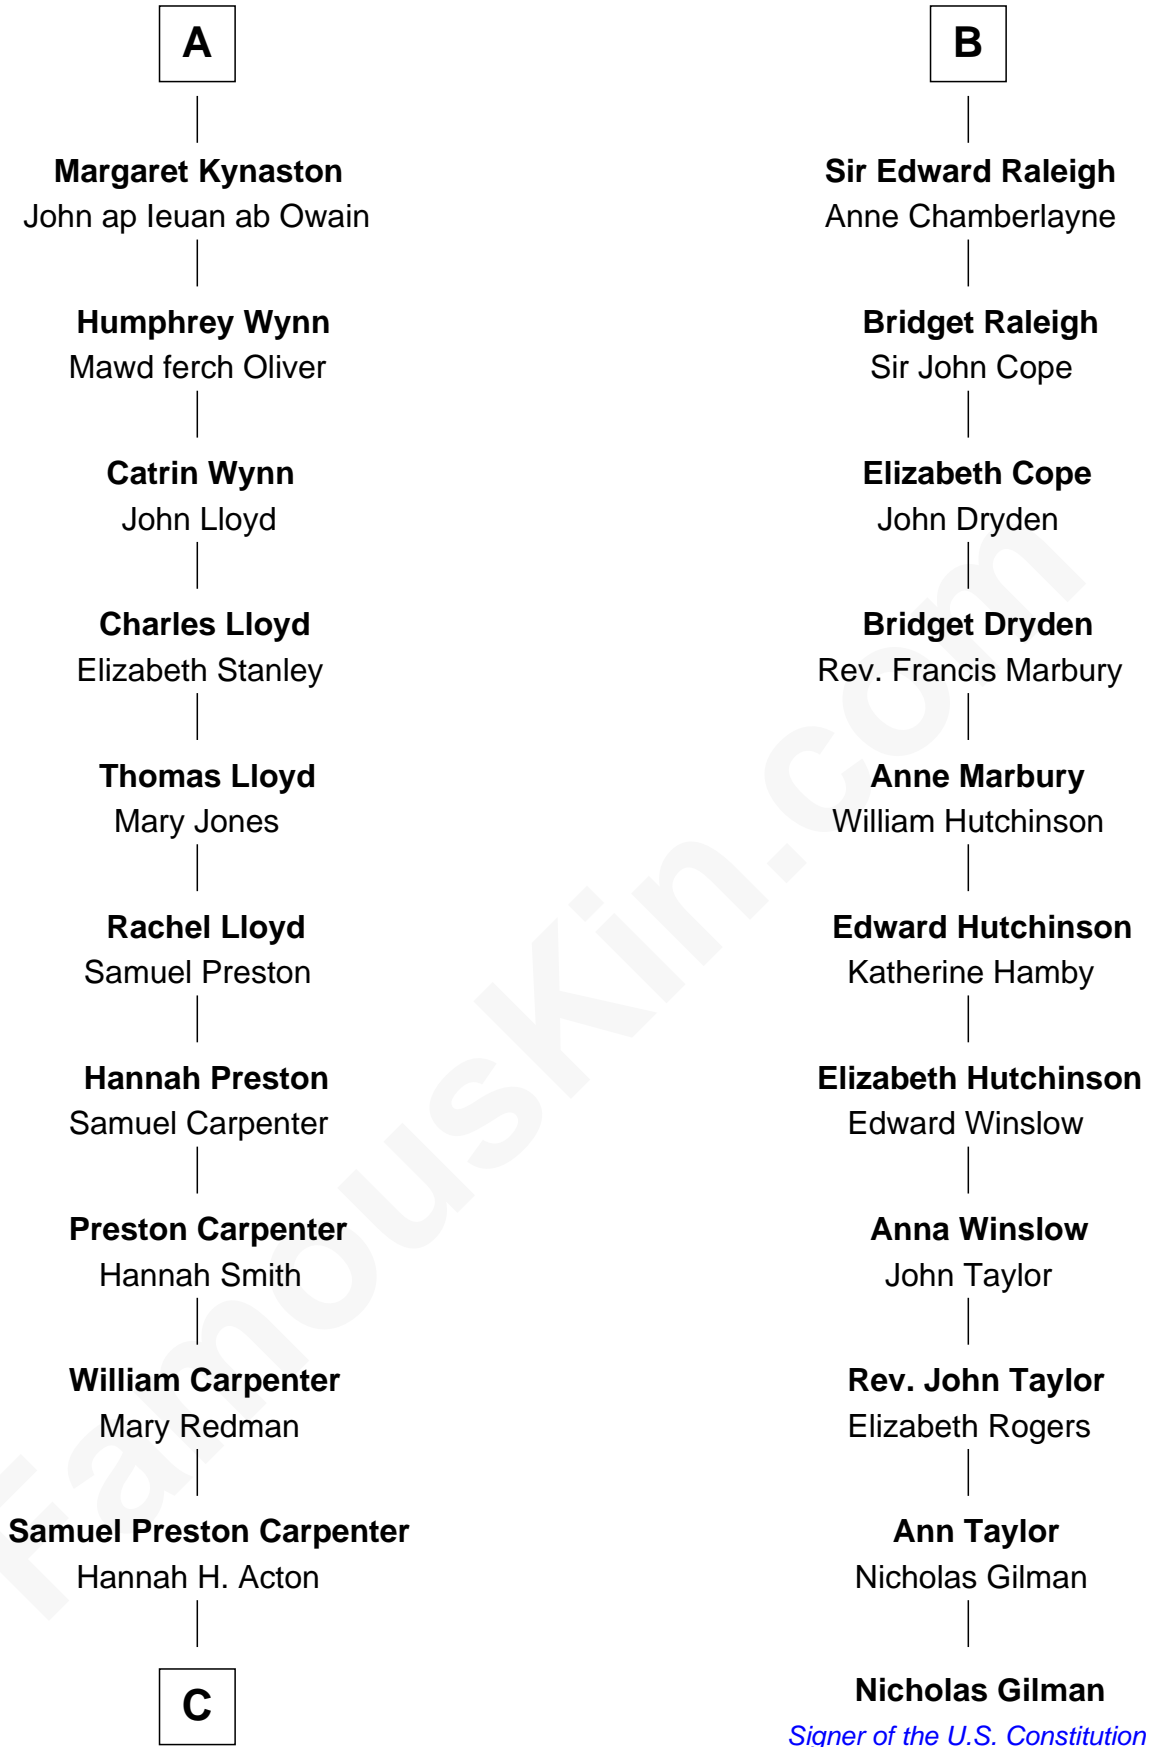 A
Margaret Kynaston
John ap Ieuan ab Owain
Humphrey Wynn
Mawd ferch Oliver
Catrin Wynn
John Lloyd
Charles Lloyd
Elizabeth Stanley
Thomas Lloyd
Mary Jones
Rachel Lloyd
Samuel Preston
Hannah Preston
Samuel Carpenter
Preston Carpenter
Hannah Smith
William Carpenter
Mary Redman
Samuel Preston Carpenter
Hannah H. Acton
C
B
Sir Edward Raleigh
Anne Chamberlayne
Bridget Raleigh
Sir John Cope
Elizabeth Cope
John Dryden
Bridget Dryden
Rev. Francis Marbury
Anne Marbury
William Hutchinson
Edward Hutchinson
Katherine Hamby
Elizabeth Hutchinson
Edward Winslow
Anna Winslow
John Taylor
Rev. John Taylor
Elizabeth Rogers
Ann Taylor
Nicholas Gilman
Nicholas Gilman
Signer of the U.S. Constitution
FamousKin.com